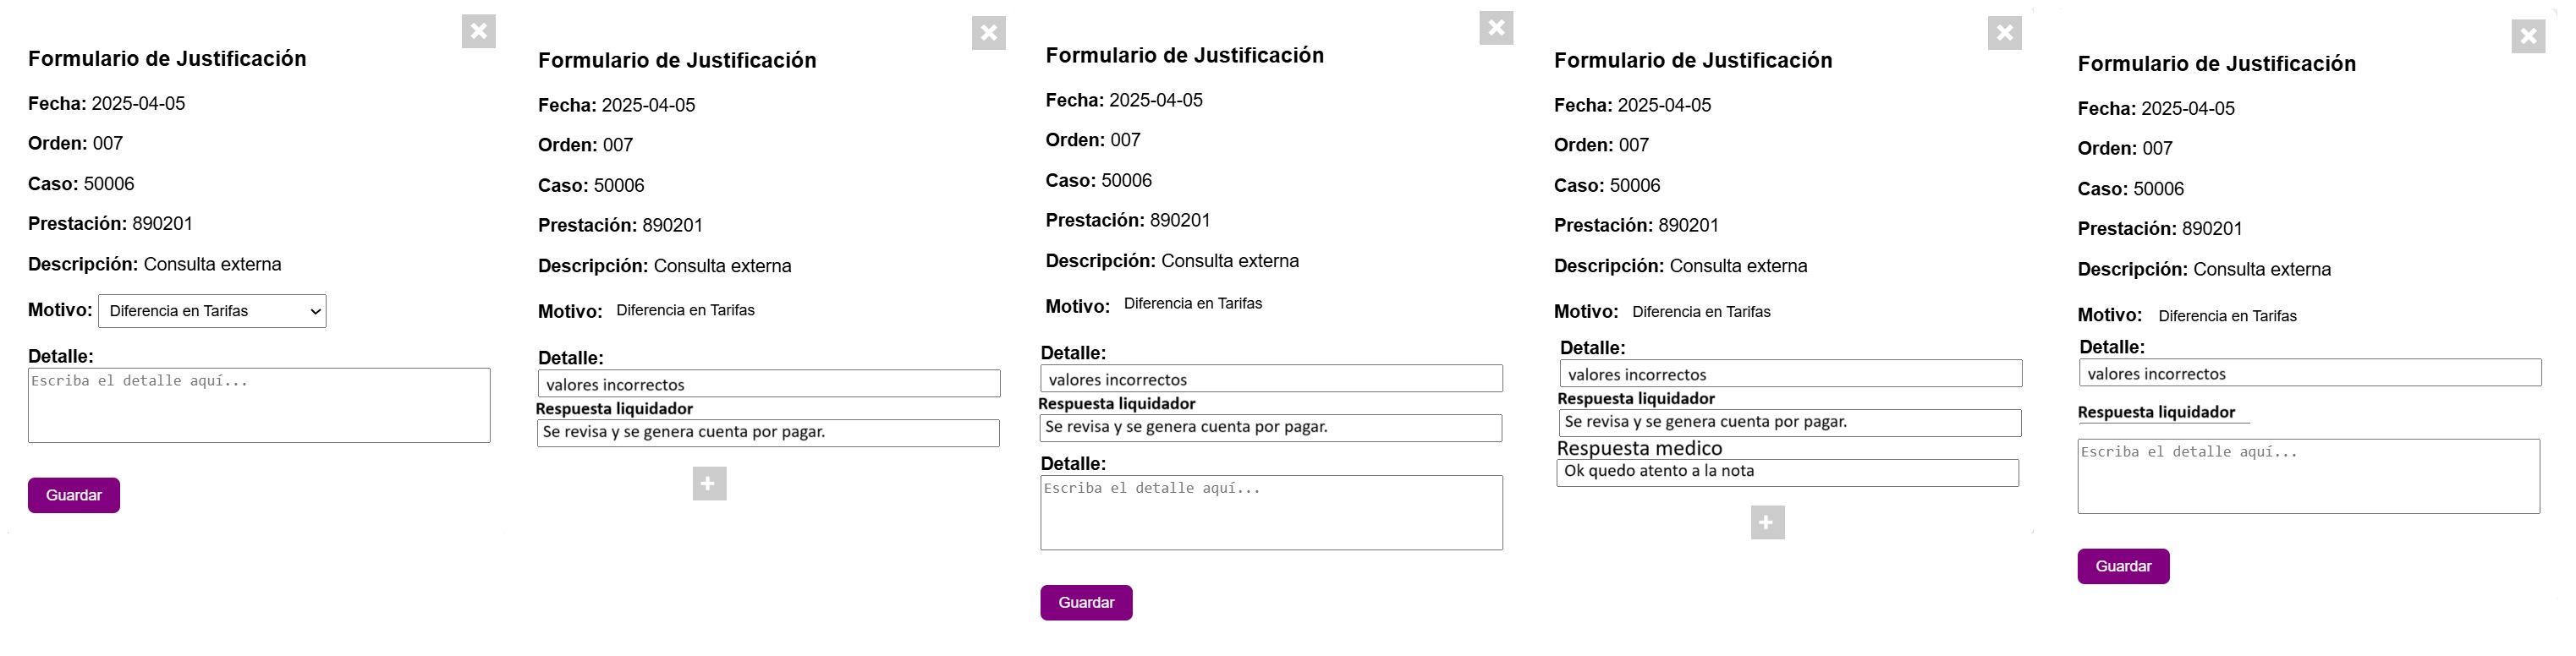 Formulario de Justificación
Fecha: 2025-04-05
Orden: 007
Caso: 50006
Prestación: 890201
Descripción: Consulta externa
Motivo: Diferencia en Tarifas
Detalle:
Escriba el detalle aquí...
Guardar
Formulario de Justificación
Fecha: 2025-04-05
Orden: 007
Caso: 50006
Prestación: 890201
Descripción: Consulta externa
Motivo: Diferencia en Tarifas
Detalle:
valores incorrectos
Respuesta liquidador
Se revisa y se genera cuenta por pagar.
+
Formulario de Justificación
Fecha: 2025-04-05
Orden: 007
Caso: 50006
Prestación: 890201
Descripción: Consulta externa
Motivo: Diferencia en Tarifas
Detalle:
valores incorrectos
Respuesta liquidador
Se revisa y se genera cuenta por pagar.
Detalle:
Escriba el detalle aquí...
Guardar
Formulario de Justificación
Fecha: 2025-04-05
Orden: 007
Caso: 50006
Prestación: 890201
Descripción: Consulta externa
Motivo: Diferencia en Tarifas
Detalle:
valores incorrectos
Respuesta liquidador
Se revisa y se genera cuenta por pagar.
Respuesta medico
Ok quedo atento a la nota
+
Formulario de Justificación
Fecha: 2025-04-05
Orden: 007
Caso: 50006
Prestación: 890201
Descripción: Consulta externa
Motivo: Diferencia en Tarifas
Detalle:
valores incorrectos
Respuesta liquidador
Escriba el detalle aquí...
Guardar